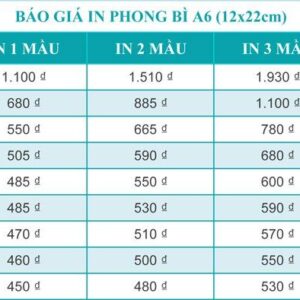 BÁO GIÁ IN PHONG BÌ A6 (12x22cm)
N 1 MÀU IN 2 MÀU IN 3 MÀ
1.100 đ 1.510 đ 1.930 đ
680 đ 885 đ 1.100 đ
550 đ 665 đ 780 đ
505 đ 590 đ 680 đ
485 đ 550 đ 600 đ
485 đ 530 đ 590 đ
470 đ 510 đ 570 đ
460 đ 500 đ 550 đ
450 đ 480 đ 530 đ